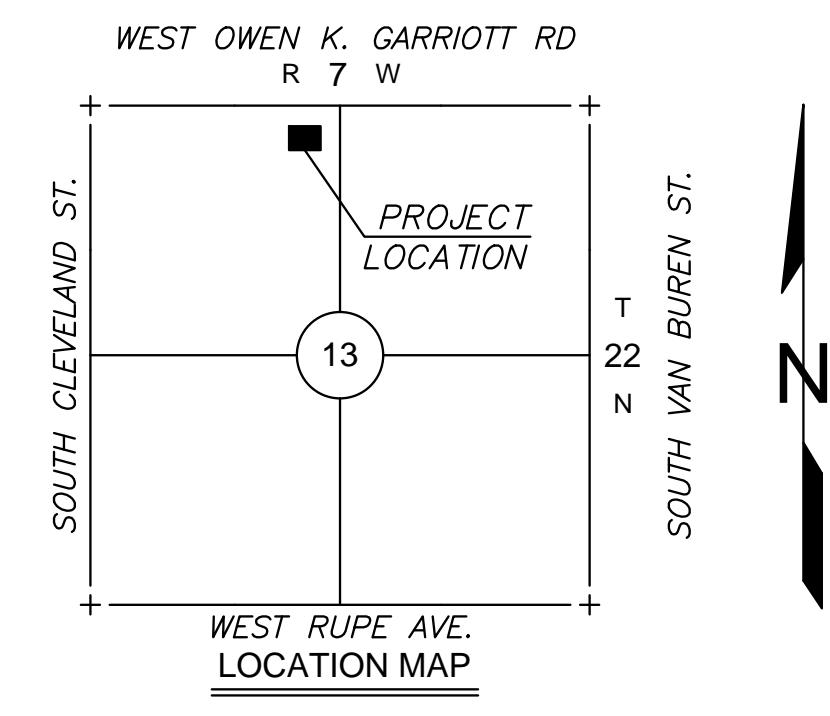 WEST OWEN K. GARRIOTT RD
R 7 W
SOUTH CLEVELAND ST.
PROJECT
LOCATION
13
T
22
N
SOUTH VAN BUREN ST.
N
WEST RUPE AVE.
LOCATION MAP